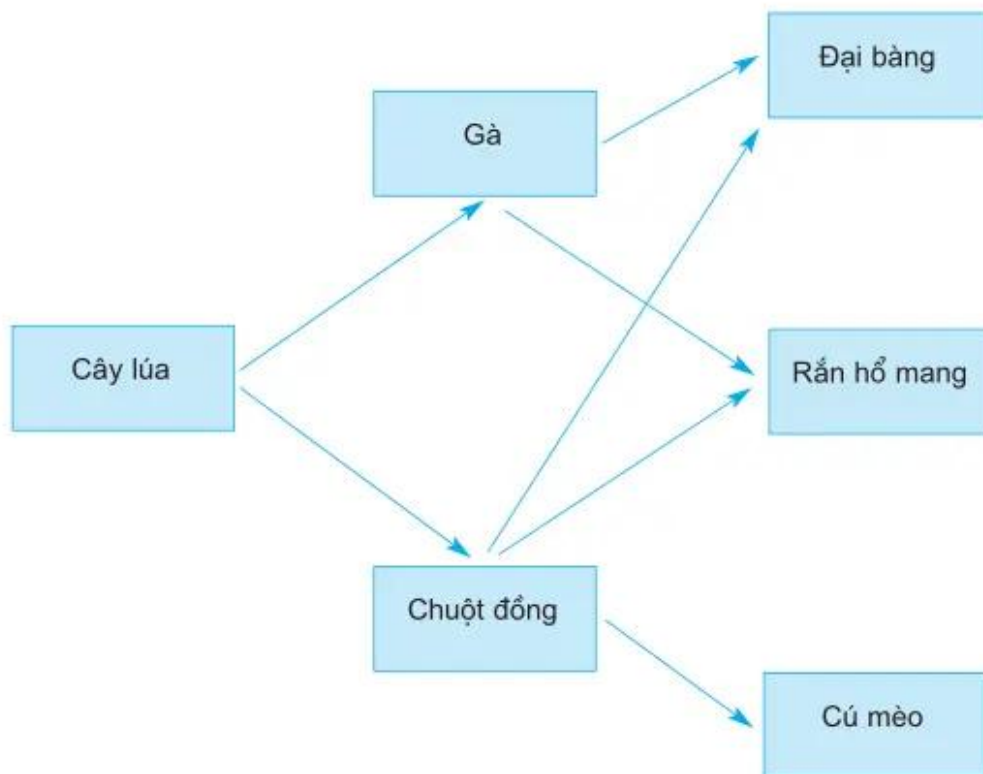 Đại bàng
Gà
Cây lúa
Rắn hổ mang
Chuột đồng
Cú mèo